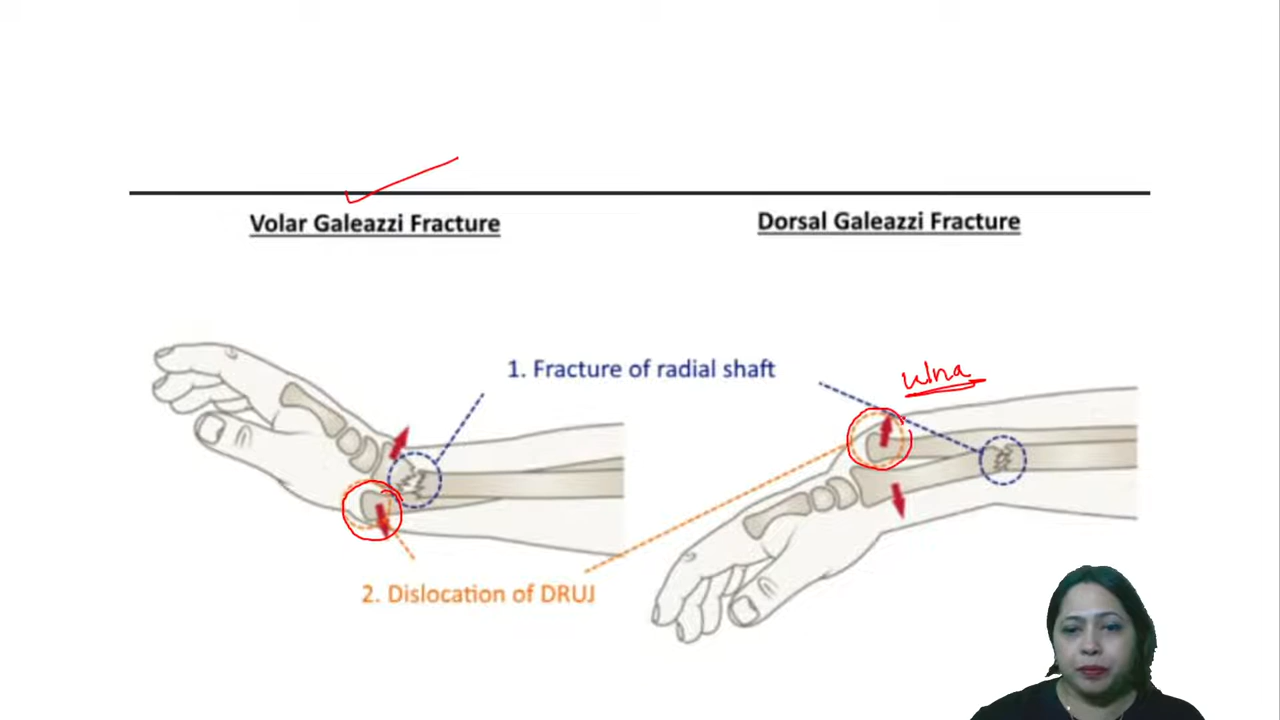 Volar Galeazzi Fracture
Dorsal Galeazzi Fracture
1. Fracture of radial shaft
ulna
2. Dislocation of DRUJ